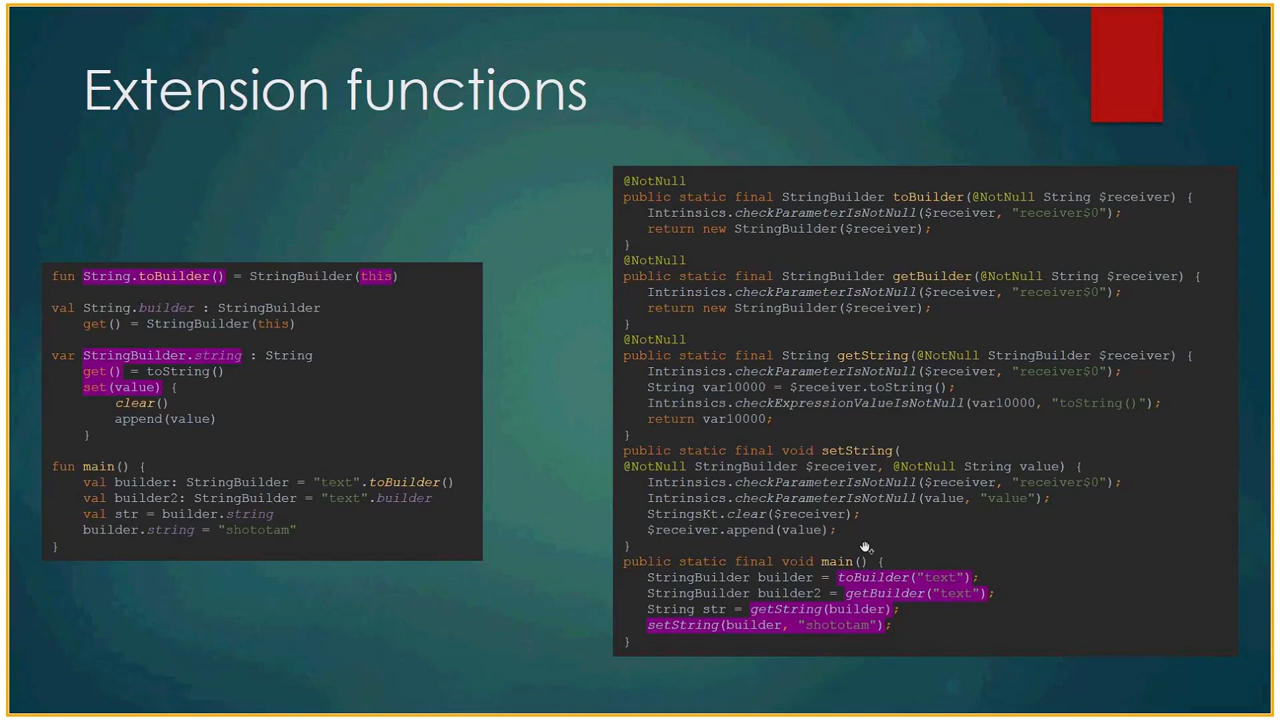 Extension functions
fun String.toBuilder() = StringBuilder(this)
val String.builder : StringBuilder
get() = StringBuilder(this)
var StringBuilder.string : String
get() = toString()
set(value) {
clear()
append(value)
}
fun main() {
val builder: StringBuilder = "text".toBuilder()
val builder2: StringBuilder = "text".builder
val str = builder.string
builder.string = "shototam"
}
@NotNull
public static final StringBuilder toBuilder(@NotNull String $receiver) {
Intrinsics.checkParameterIsNotNull($receiver, "receiver$0");
return new StringBuilder($receiver);
}
@NotNull
public static final StringBuilder getBuilder(@NotNull String $receiver) {
Intrinsics.checkParameterIsNotNull($receiver, "receiver$0");
return new StringBuilder($receiver);
}
@NotNull
public static final String getString(@NotNull StringBuilder $receiver) {
Intrinsics.checkParameterIsNotNull($receiver, "receiver$0");
String var10000 = $receiver.toString();
Intrinsics.checkExpressionValueIsNotNull(var10000, "toString()");
return var10000;
}
public static final void setString(
@NotNull StringBuilder $receiver, @NotNull String value) {
Intrinsics.checkParameterIsNotNull($receiver, "receiver$0");
Intrinsics.checkParameterIsNotNull(value, "value");
StringsKt.clear($receiver);
$receiver.append(value);
}
public static final void main() {
StringBuilder builder = toBuilder("text");
StringBuilder builder2 = getBuilder("text");
String str = getString(builder);
setString(builder, "shototam");
}